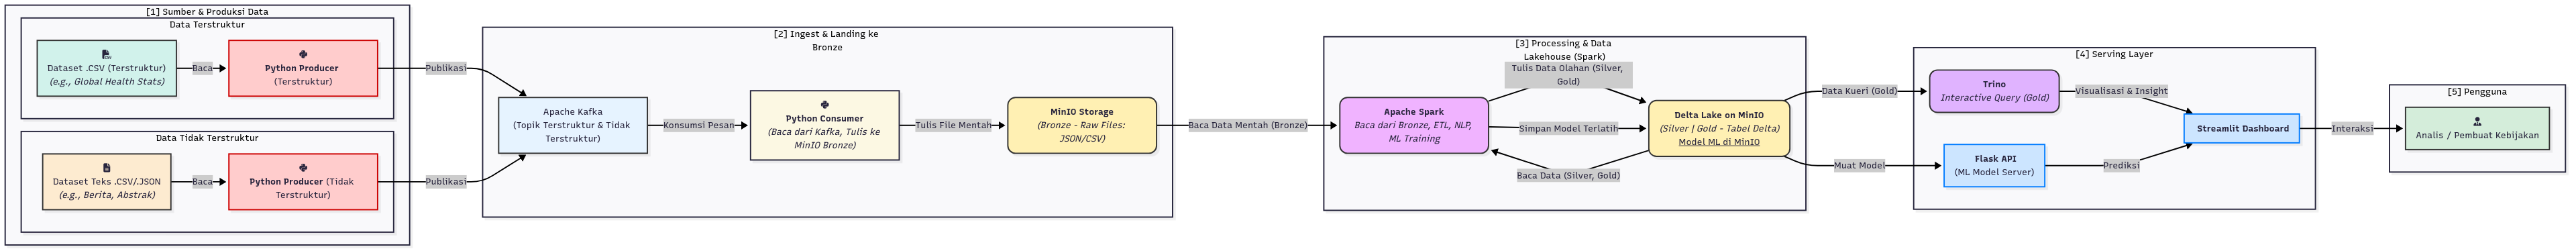 [1] Sumber & Produksi Data
Data Terstruktur
Dataset .CSV (Terstruktur)
(e.g., Global Health Stats)
Baca
Python Producer
(Terstruktur)
Publikasi
Data Tidak Terstruktur
Dataset Teks .CSV/.JSON
(e.g., Berita, Abstrak)
Baca
Python Producer (Tidak
Terstruktur)
Publikasi
[2] Ingest & Landing ke
Bronze
Apache Kafka
(Topik Terstruktur & Tidak
Terstruktur)
Konsumsi Pesan
Python Consumer
(Baca dari Kafka, Tulis ke
MinIO Bronze)
Tulis File Mentah
MinIO Storage
(Bronze - Raw Files:
JSON/CSV)
Baca Data Mentah (Bronze)
[3] Processing & Data
Lakehouse (Spark)
Tulis Data Olahan (Silver,
Gold)
Apache Spark
Baca dari Bronze, ETL, NLP,
ML Training
Simpan Model Terlatih
Baca Data (Silver, Gold)
Delta Lake on MinIO
(Silver | Gold - Tabel Delta)
Model ML di MinIO
Data Kueri (Gold)
Muat Model
[4] Serving Layer
Trino
Interactive Query (Gold)
Visualisasi & Insight
Flask API
(ML Model Server)
Prediksi
Streamlit Dashboard
Interaksi
[5] Pengguna
Analis / Pembuat Kebijakan